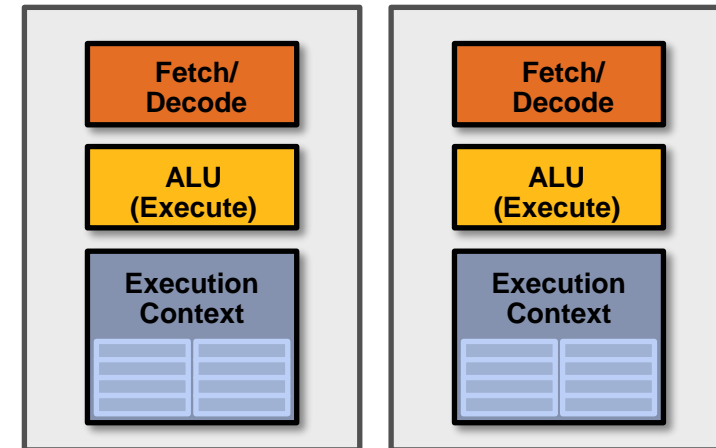 Fetch/
Decode
ALU
(Execute)
Execution
Context
Fetch/
Decode
ALU
(Execute)
Execution
Context